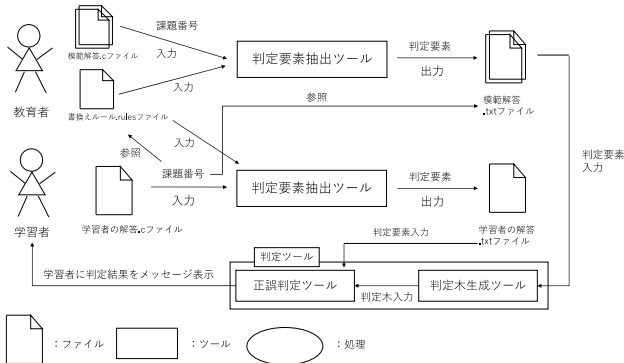 課題番号
模範解答.cファイル
入力
判定要素抽出ツール
判定要素
出力
教育者
入力
参照
模範解答
.txtファイル
書換えルール.rulesファイル
入力
参照
課題番号
判定要素
入力
入力
判定要素抽出ツール
判定要素
出力
学習者
学習者の解答.cファイル
学習者の解答
.txtファイル
判定要素入力
判定ツール
学習者に判定結果をメッセージ表示
正誤判定ツール
判定木入力
判定木生成ツール
：ファイル
：ツール
：処理